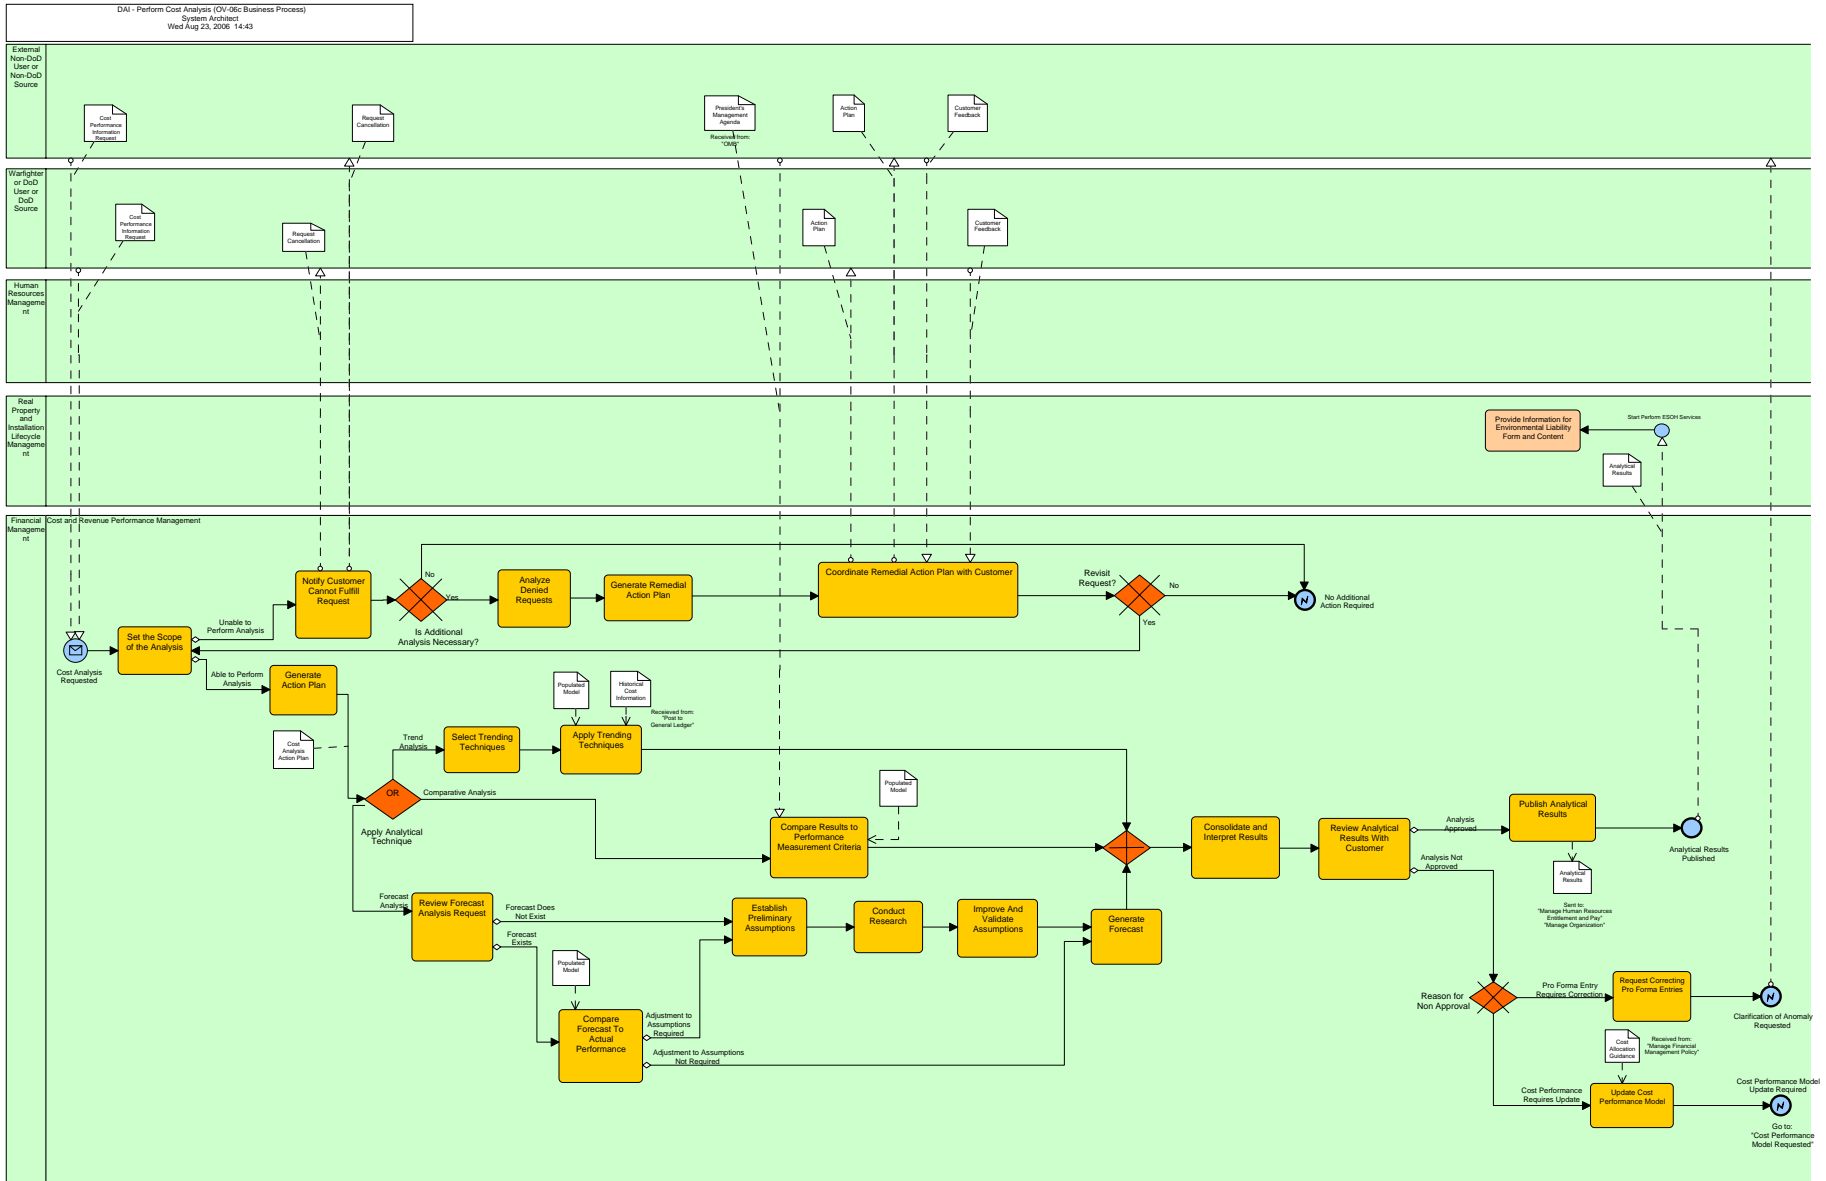 DAI - Perform Cost Analysis (OV-06c Business Process)
System Architect
Wed Aug 23, 2006 14:43
External
Non-DoD
User or
Non-DoD
Source
Cost
Performance
Information
Request
Request
Cancellation
President's
Management
Agenda
Received from:
"OMB"
Action
Plan
Customer
Feedback
Warfighter
or DoD
User or
DoD
Source
Cost
Performance
Information
Request
Request
Cancellation
Action
Plan
Customer
Feedback
Human
Resources
Manageme
nt
Real
Property
and
Installation
Lifecycle
Manageme
nt
Provide Information for
Environmental Liability
Form and Content
Start Perform ESOH Services
Analytical
Results
Financial
Manageme
nt
Cost and Revenue Performance Management
Cost Analysis
Requested
Set the Scope
of the Analysis
Unable to
Perform Analysis
Able to Perform
Analysis
Notify Customer
Cannot Fulfill
Request
No
Yes
Is Additional
Analysis Necessary?
Analyze
Denied
Requests
Generate Remedial
Action Plan
Coordinate Remedial Action Plan with Customer
Revisit
Request?
No
Yes
No Additional
Action Required
Generate
Action Plan
Cost
Analysis
Action Plan
OR
Apply Analytical
Technique
Trend
Analysis
Select Trending
Techniques
Populated
Model
Historical
Cost
Information
Receieved from:
"Post to
General Ledger"
Apply Trending
Techniques
Comparative Analysis
Populated
Model
Compare Results to
Performance
Measurement Criteria
Consolidate and
Interpret Results
Review Analytical
Results With
Customer
Analysis
Approved
Analysis Not
Approved
Publish Analytical
Results
Analytical Results
Published
Analytical
Results
Sent to:
"Manage Human Resources
Entitlement and Pay"
"Manage Organization"
Forecast
Analysis
Review Forecast
Analysis Request
Forecast Does
Not Exist
Forecast
Exists
Populated
Model
Compare
Forecast To
Actual
Performance
Adjustment to
Assumptions
Required
Adjustment to Assumptions
Not Required
Establish
Preliminary
Assumptions
Conduct
Research
Improve And
Validate
Assumptions
Generate
Forecast
Reason for
Non Approval
Pro Forma Entry
Requires Correction
Request Correcting
Pro Forma Entries
Clarification of Anomaly
Requested
Cost
Allocation
Guidance
Received from:
"Manage Financial
Management Policy"
Cost Performance
Requires Update
Update Cost
Performance Model
Cost Performance Model
Update Required
Go to:
"Cost Performance
Model Requested"